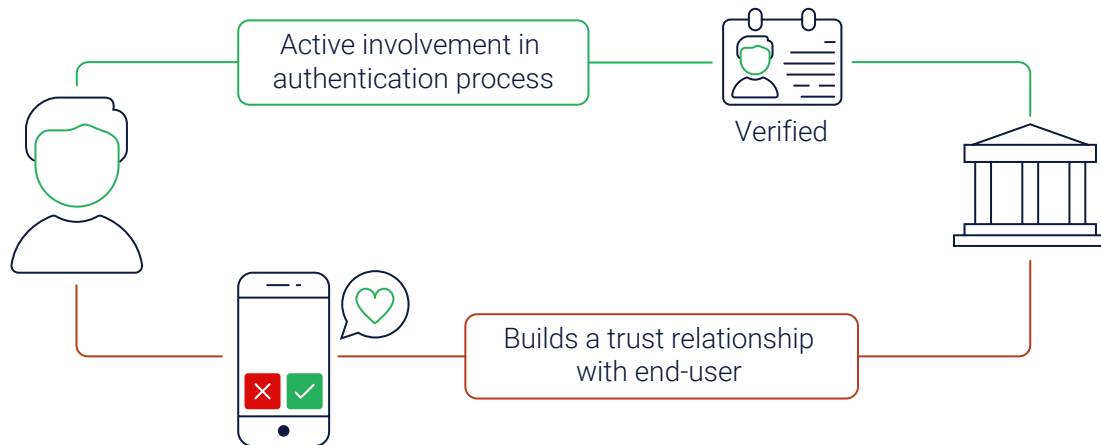 Active involvement in
authentication process
Verified
Builds a trust relationship
with end-user